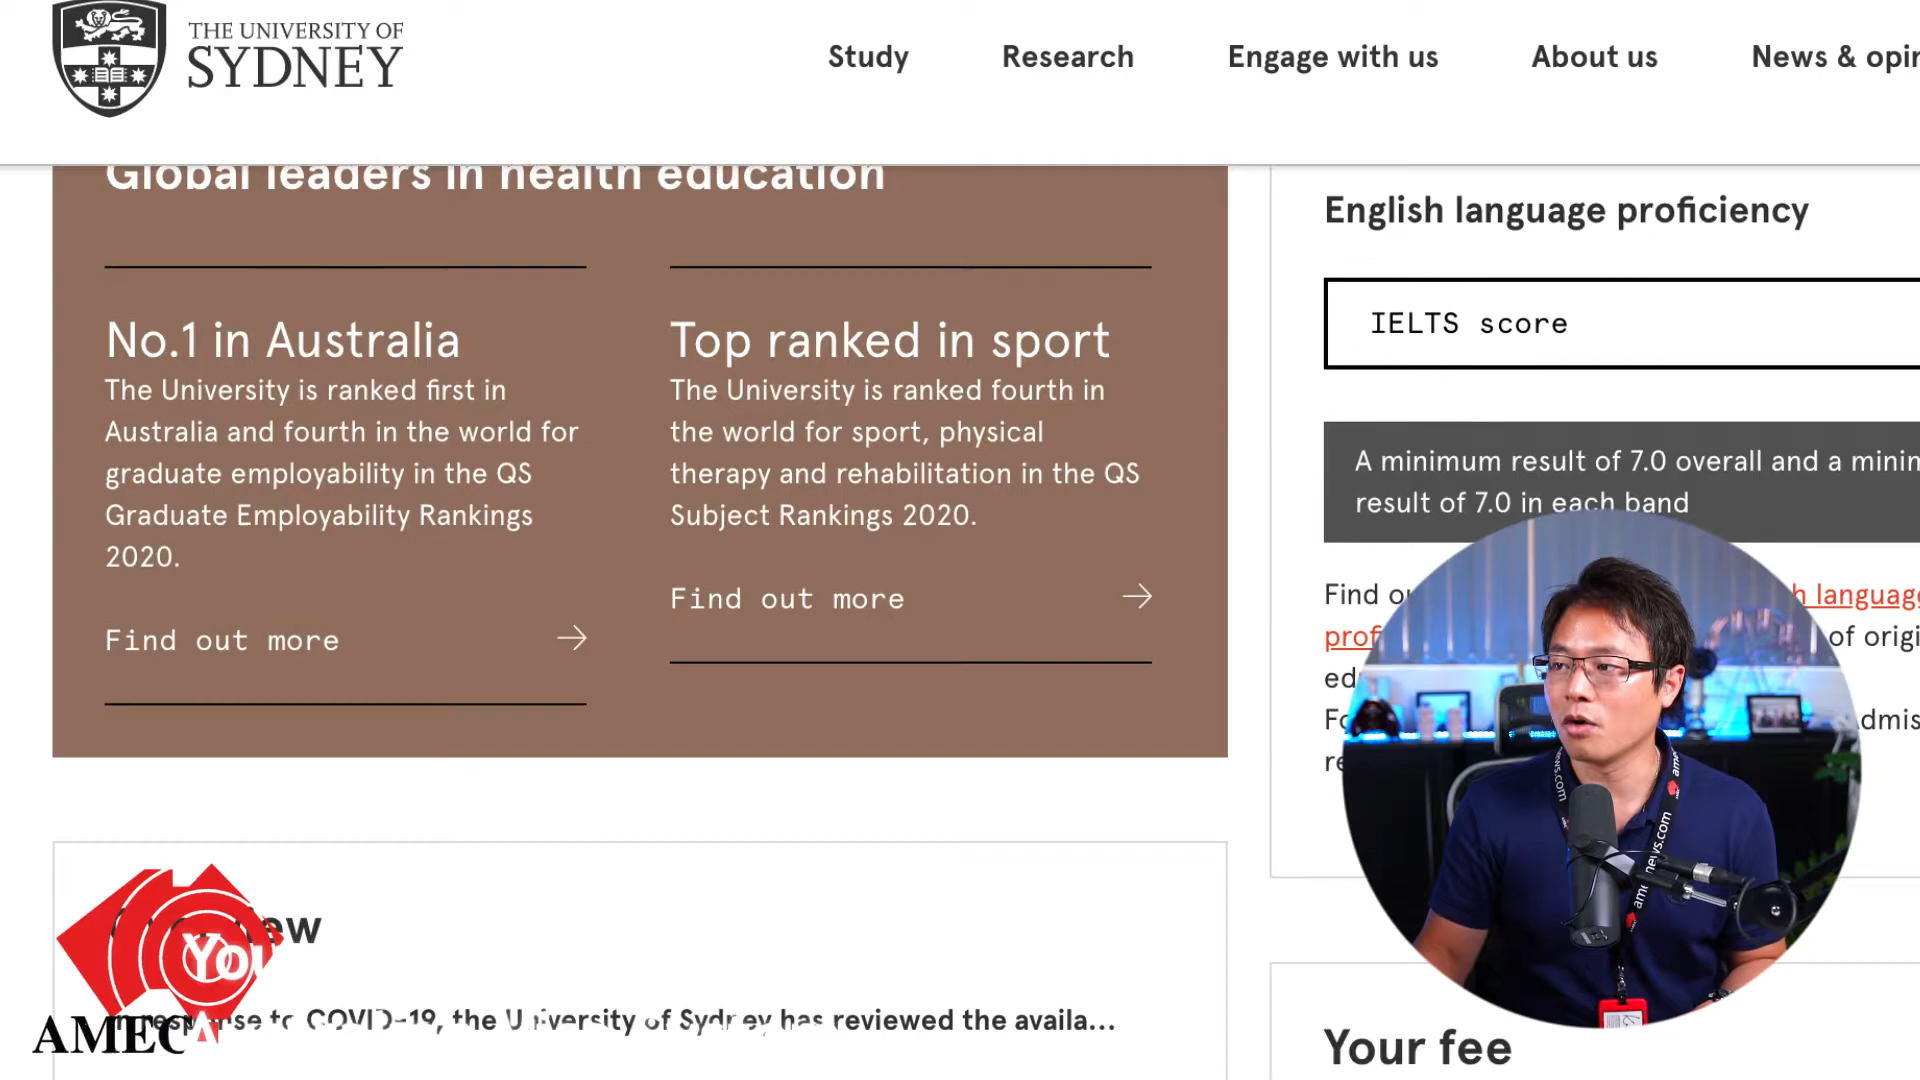 THE UNIVERSITY OF
SYDNEY
Study
Research
Engage with us
About us
News &
Global leaders in health education
No.1 in Australia
The University is ranked first in
Australia and fourth in the world for
graduate employability in the QS
Graduate Employability Rankings
2020.
Find out more
Top ranked in sport
The University is ranked fourth in
the world for sport, physical
therapy and rehabilitation in the QS
Subject Rankings 2020.
Find out more
English language proficiency
IELTS score
A minimum result of 7.0 overall and a
result of 7.0 in each band
Find
language
of
COVID-19, the University of Sydney has reviewed the availa...
You
AMEC
Your fee
amecnews.com